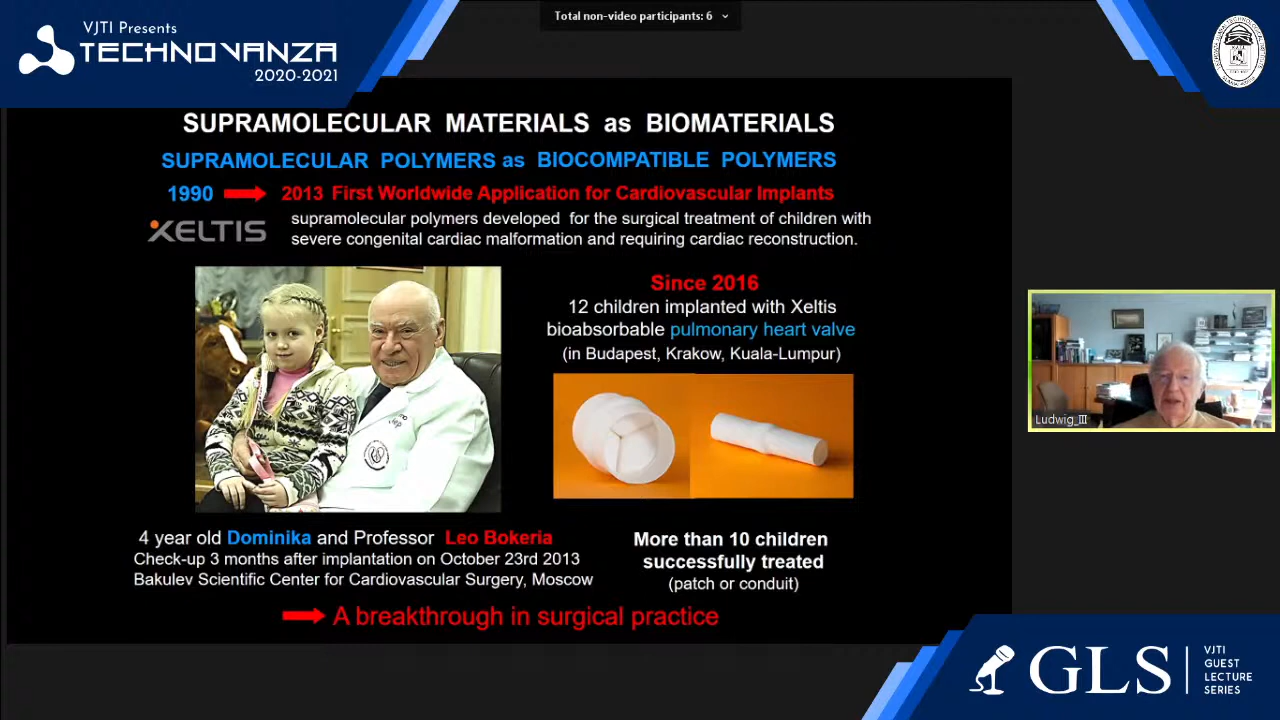 VJTI Presents
TECHNOVANZA
2020-2021
Total non-video participants: 6
SUPRAMOLECULAR MATERIALS as BIOMATERIALS
SUPRAMOLECULAR POLYMERS as BIOCOMPATIBLE POLYMERS
1990 2013 First Worldwide Application for Cardiovascular Implants
XELTIS
supramolecular polymers developed for the surgical treatment of children with
severe congenital cardiac malformation and requiring cardiac reconstruction.
Since 2016
12 children implanted with Xeltis
bioabsorbable pulmonary heart valve
(in Budapest, Krakow, Kuala-Lumpur)
4 year old Dominika and Professor Leo Bokeria
Check-up 3 months after implantation on October 23rd 2013
Bakulev Scientific Center for Cardiovascular Surgery, Moscow
More than 10 children
successfully treated
(patch or conduit)
A breakthrough in surgical practice
Ludwig_III
GLS
VJTI
GUEST
LECTURE
SERIES